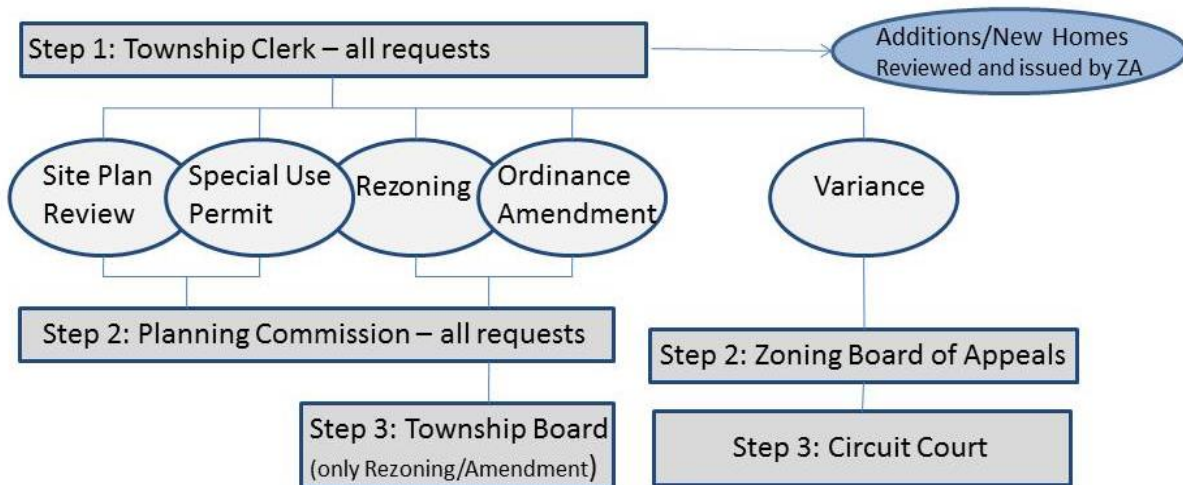 Step 1: Township Clerk – all requests
Additions/New Homes
Reviewed and issued by ZA
Site Plan
Review
Special Use
Permit
Rezoning
Ordinance
Amendment
Variance
Step 2: Planning Commission – all requests
Step 2: Zoning Board of Appeals
Step 3: Township Board
(only Rezoning/Amendment)
Step 3: Circuit Court